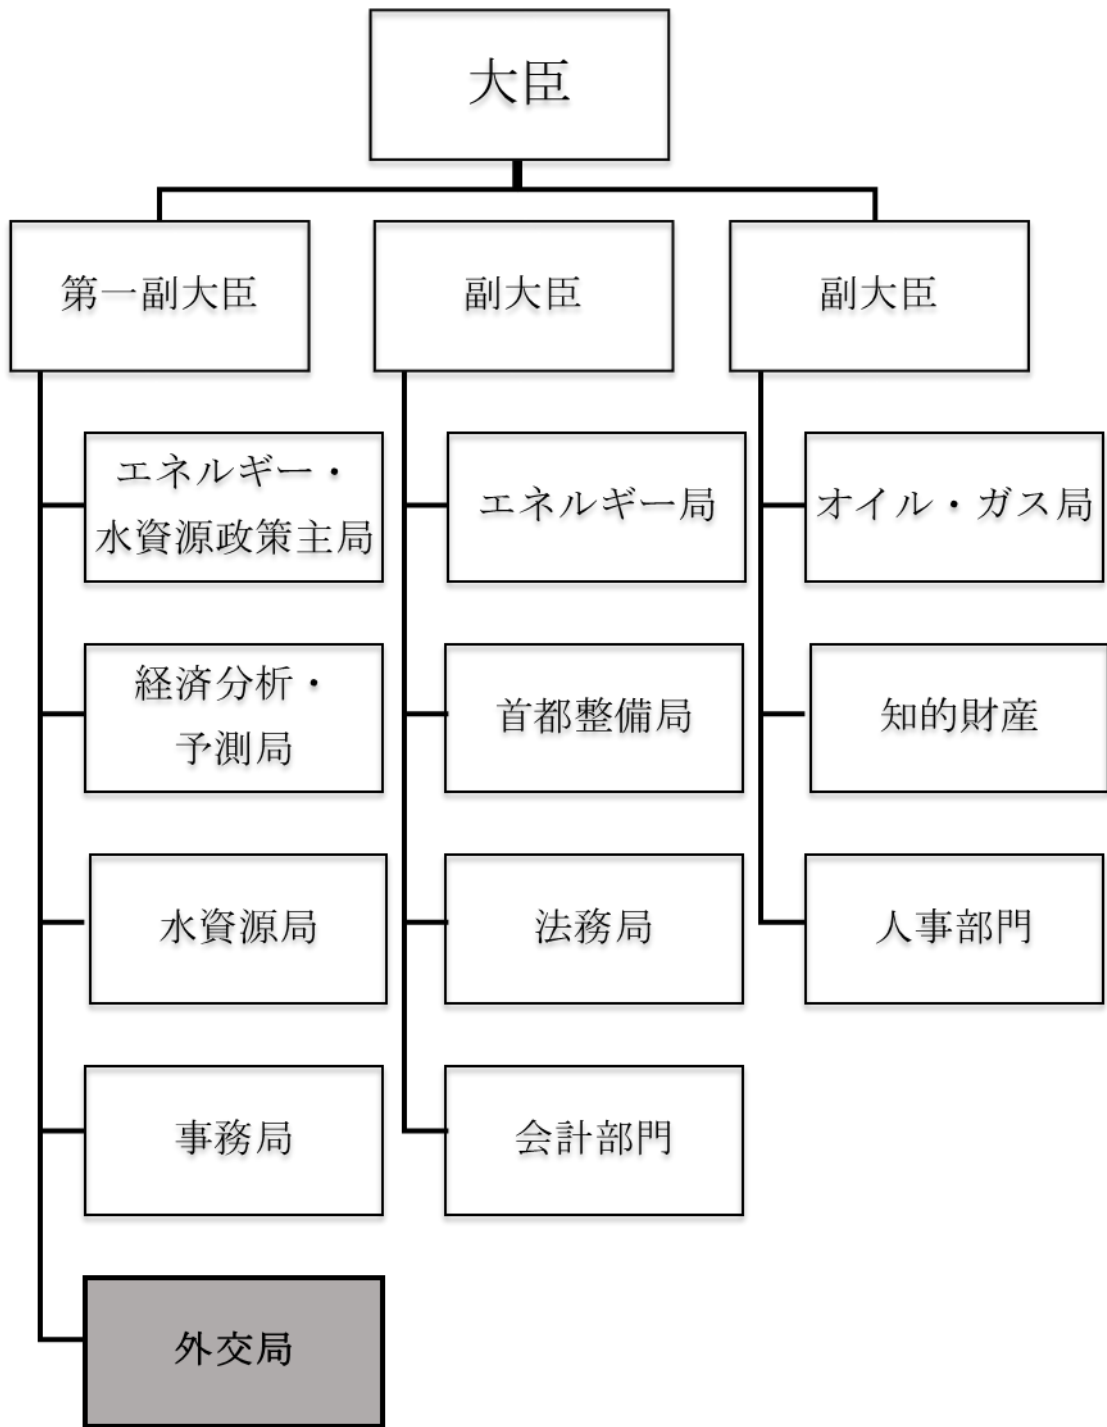 大臣
第一副大臣
副大臣
副大臣
エネルギー・
水資源政策主局
経済分析・
予測局
水資源局
事務局
外交局
エネルギー局
首都整備局
法務局
会計部門
オイル・ガス局
知的財産
人事部門